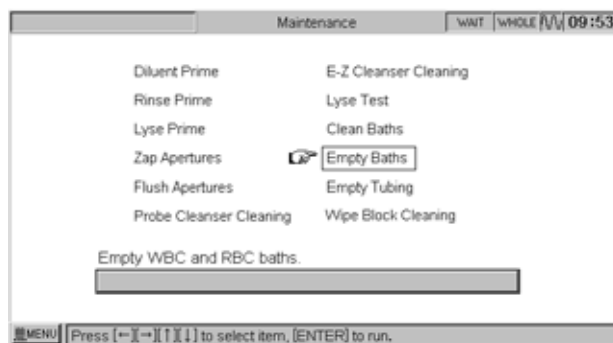 Maintenance WAIT WHOLE 09:53
Diluent Prime E-Z Cleanser Cleaning
Rinse Prime Lyse Test
Lyse Prime Clean Baths
Zap Apertures Empty Baths
Flush Apertures Empty Tubing
Probe Cleanser Cleaning Wipe Block Cleaning
Empty WBC and RBC baths.
MENU Press [←][→][↑][↓] to select item, [ENTER] to run.